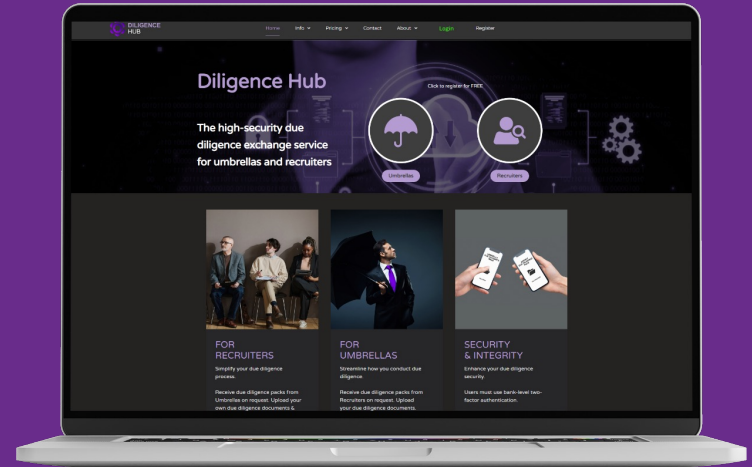 DILIGENCE
HUB
Home
Info
Pricing
Contact
About
Login
Register
Diligence Hub
Click to register for FREE
The high-security due
diligence exchange service
for umbrellas and recruiters
Umbrellas
Recruiters
FOR
RECRUITERS
Simplify your due diligence
process.
Receive due diligence packs from
Umbrellas on request. Upload your
own due diligence documents &
FOR
UMBRELLAS
Streamline how you conduct due
diligence.
Receive due diligence packs from
Recruiters on request. Upload
your due diligence documents.
SECURITY
& INTEGRITY
Enhance your due diligence
security.
Users must use bank-level two-
factor authentication.